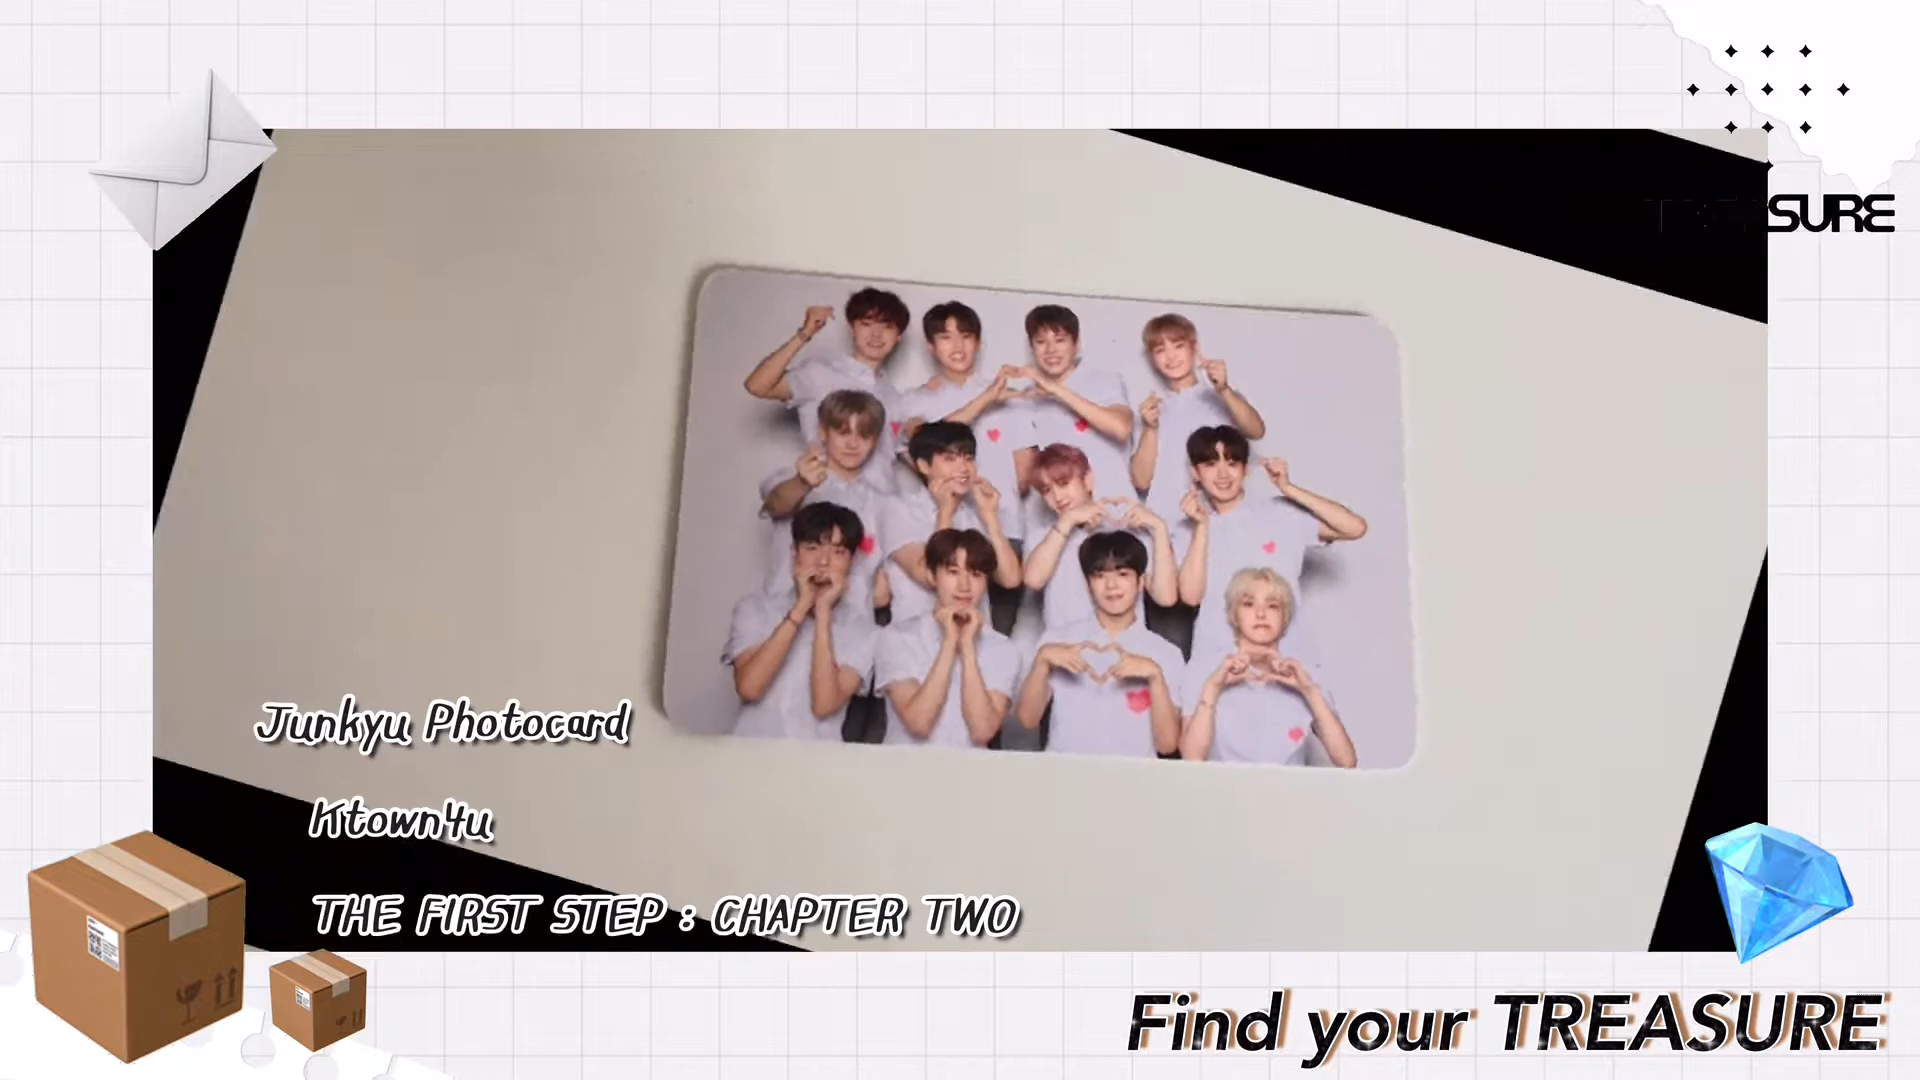 TREASURE
Junkyu Photocard
Ktown4u
THE FIRST STEP : CHAPTER TWO
Find your TREASURE